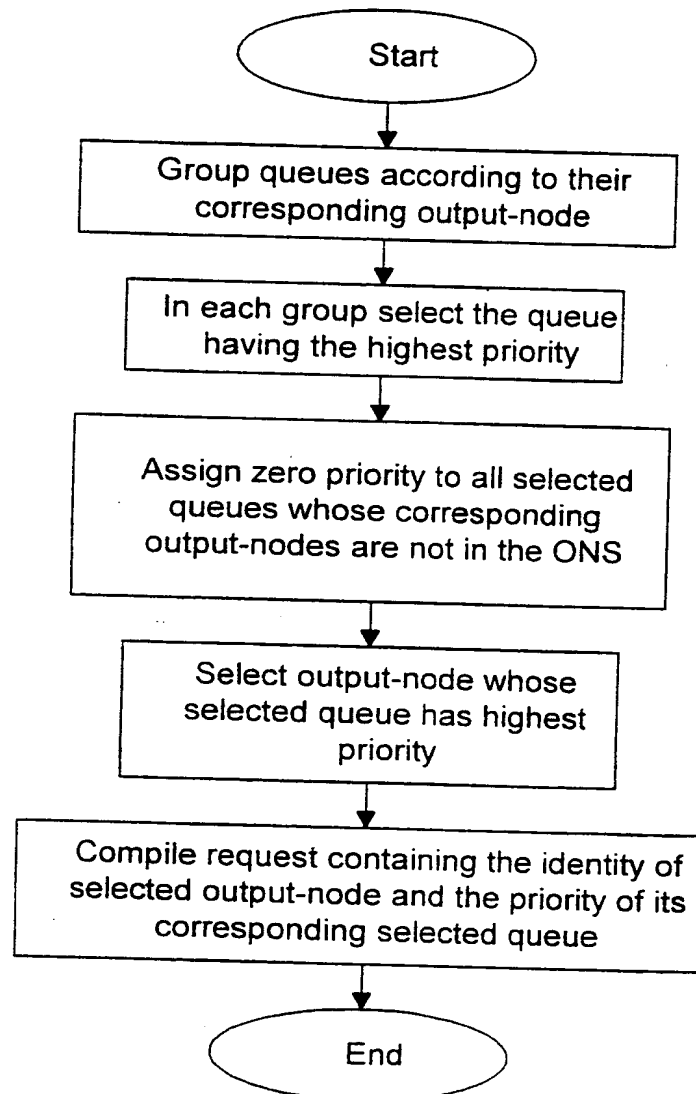 Start
Group queues according to their
corresponding output-node
In each group select the queue
having the highest priority
Assign zero priority to all selected
queues whose corresponding
output-nodes are not in the ONS
Select output-node whose
selected queue has highest
priority
Compile request containing the identity of
selected output-node and the priority of its
corresponding selected queue
End